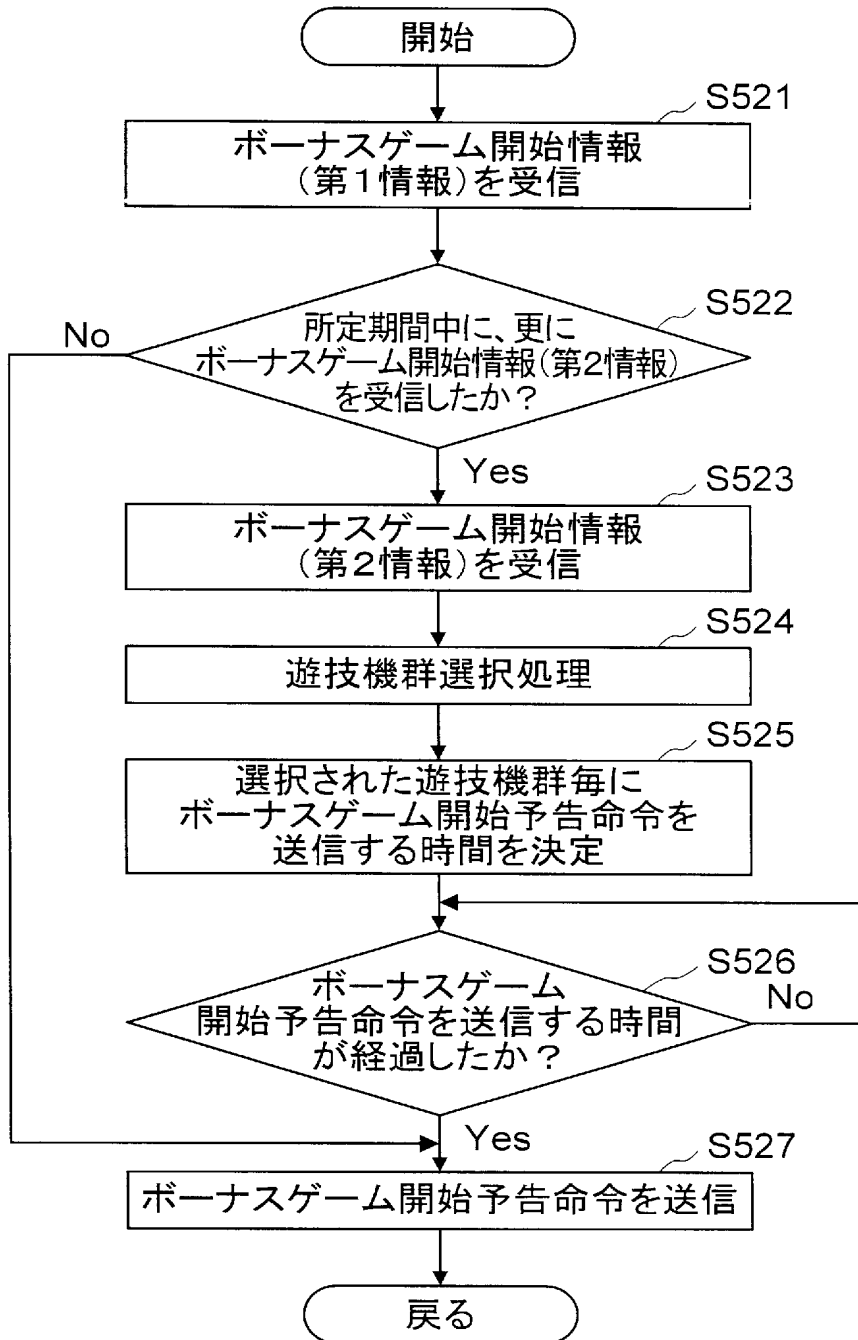 開始
S521
ボーナスゲーム開始情報
(第1情報)を受信
S522
No
所定期間中に、更に
ボーナスゲーム開始情報(第2情報)
を受信したか?
Yes
S523
ボーナスゲーム開始情報
(第2情報)を受信
S524
遊技機群選択処理
S525
選択された遊技機群毎に
ボーナスゲーム開始予告命令を
送信する時間を決定
S526
ボーナスゲーム
開始予告命令を送信する時間
が経過したか?
No
Yes
S527
ボーナスゲーム開始予告命令を送信
戻る